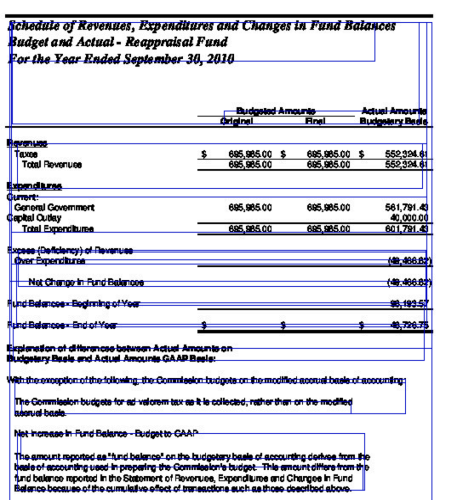 Schedule of Revenues, Expenditures and Changes in Fund Balances
Budget and Actual - Reappraisal Fund
For the Year Ended September 30, 2010
Budgeted Amounts Actual Amounts
Original Final Budgetary Basis
Revenues
Taxes $ 695,985.00 $ 695,985.00 $ 552,324.61
Total Revenues 695,985.00 695,985.00 552,324.61
Expenditures
Current:
General Government 695,985.00 695,985.00 561,791.43
Capital Outlay 40,000.00
Total Expenditures 695,985.00 695,985.00 601,791.43
Excess (Deficiency) of Revenues
Over Expenditures (49,466.82)
Net Change in Fund Balances (49,466.82)
Fund Balances - Beginning of Year 98,193.57
Fund Balances - End of Year $ $ $ 48,726.75
Explanation of differences between Actual Amounts on
Budgetary Basis and Actual Amounts GAAP Basis:
With the exception of the following, the Commission budgets on the modified accrual basis of accounting:
The Commission budgets for ad valorem tax as it is collected, rather than on the modified
accrual basis.
Net Increase in Fund Balance - Budget to GAAP
The amount reported as "fund balance" on the budgetary basis of accounting derives from the
basis of accounting used in preparing the Commission's budget. This amount differs from the
fund balance reported in the Statement of Revenues, Expenditures and Changes in Fund
Balance because of the cumulative effect of transactions such as those described above.